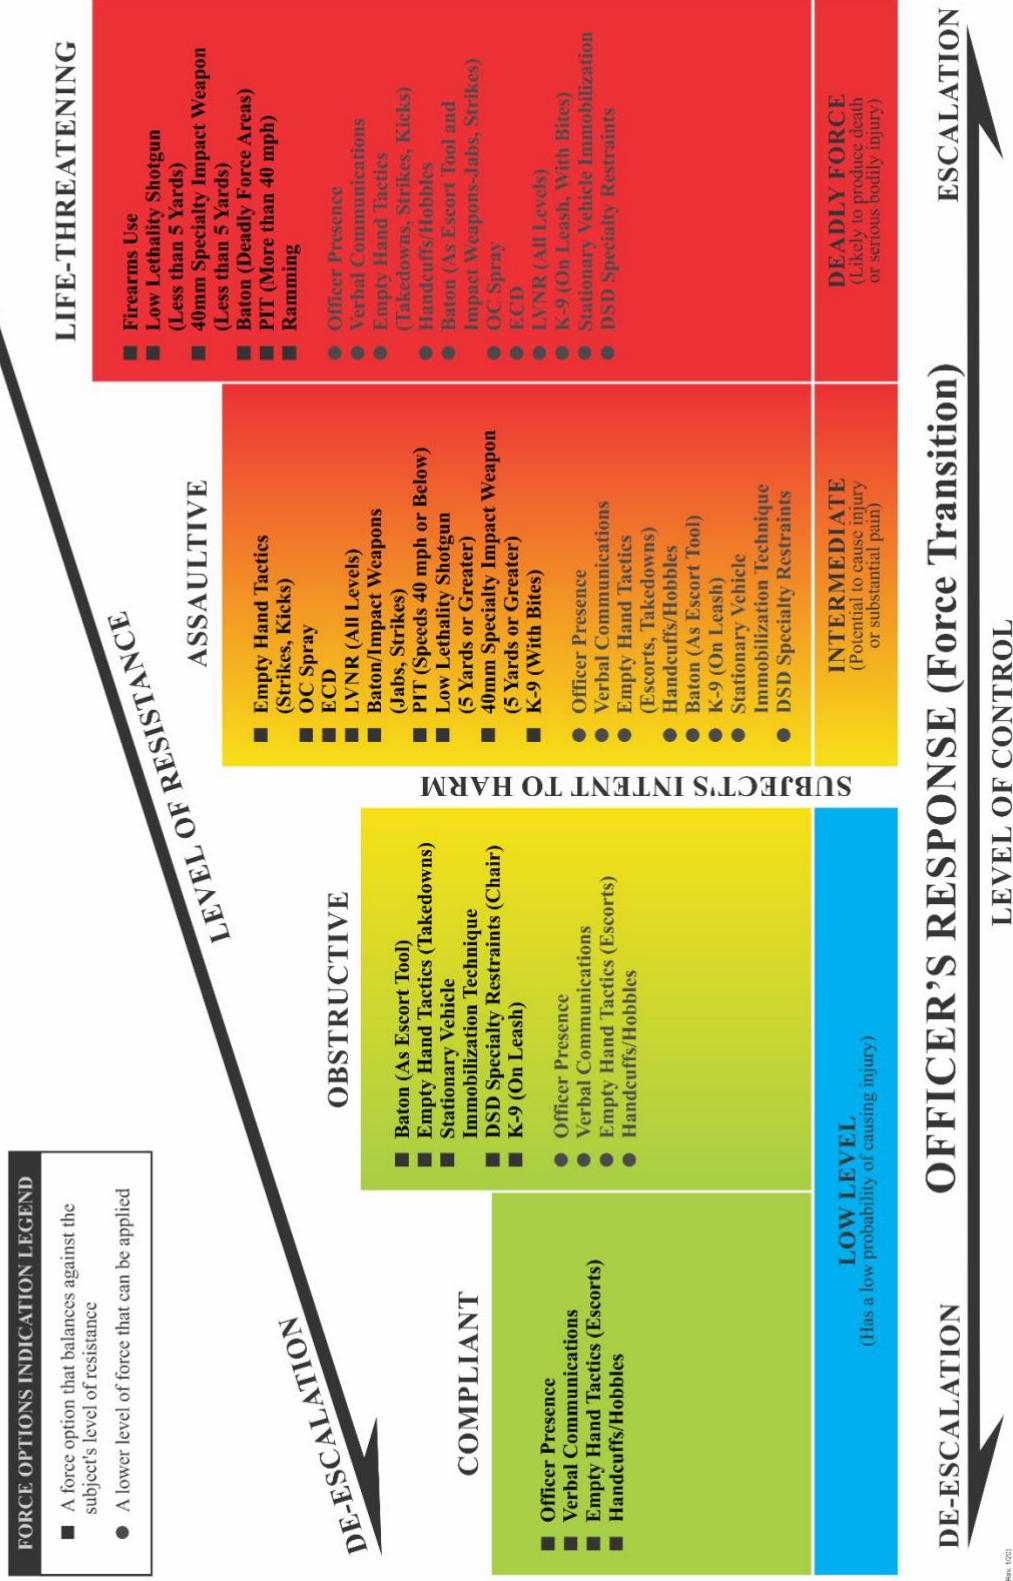 FORCE OPTIONS INDICATION LEGEND
■ A force option that balances against the
subject's level of resistance
● A lower level of force that can be applied
DE-ESCALATION
LEVEL OF RESISTANCE
COMPLIANT
■ Officer Presence
■ Verbal Communications
■ Empty Hand Tactics (Escorts)
■ Handcuffs/Hobbles
OBSTRUCTIVE
■ Baton (As Escort Tool)
■ Empty Hand Tactics (Takedowns)
■ Stationary Vehicle
Immobilization Technique
■ DSD Specialty Restraints (Chair)
■ K-9 (On Leash)
● Officer Presence
● Verbal Communications
● Empty Hand Tactics (Escorts)
● Handcuffs/Hobbles
SUBJECT'S INTENT TO HARM
ASSAULTIVE
■ Empty Hand Tactics
(Strikes, Kicks)
■ OC Spray
■ ECD
■ LVNR (All Levels)
■ Baton/Impact Weapons
(Jabs, Strikes)
■ PIT (Speeds 40 mph or Below)
■ Low Lethality Shotgun
(5 Yards or Greater)
■ 40mm Specialty Impact Weapon
(5 Yards or Greater)
■ K-9 (With Bites)
● Officer Presence
● Verbal Communications
● Empty Hand Tactics
(Escorts, Takedowns)
● Handcuffs/Hobbles
● Baton (As Escort Tool)
● K-9 (On Leash)
● Stationary Vehicle
Immobilization Technique
● DSD Specialty Restraints
LIFE-THREATENING
■ Firearms Use
■ Low Lethality Shotgun
(Less than 5 Yards)
■ 40mm Specialty Impact Weapon
(Less than 5 Yards)
■ Baton (Deadly Force Areas)
■ PIT (More than 40 mph)
■ Ramming
● Officer Presence
● Verbal Communications
● Empty Hand Tactics
(Takedowns, Strikes, Kicks)
● Handcuffs/Hobbles
● Baton (As Escort Tool and
Impact Weapons-Jabs, Strikes)
● OC Spray
● ECD
● LVNR (All Levels)
● K-9 (On Leash, With Bites)
● Stationary Vehicle Immobilization
● DSD Specialty Restraints
LOW LEVEL
(Has a low probability of causing injury)
INTERMEDIATE
(Potential to cause injury
or substantial pain)
DEADLY FORCE
(Likely to produce death
or serious bodily injury)
OFFICER'S RESPONSE (Force Transition)
DE-ESCALATION
ESCALATION
LEVEL OF CONTROL
Rev. 1/20)